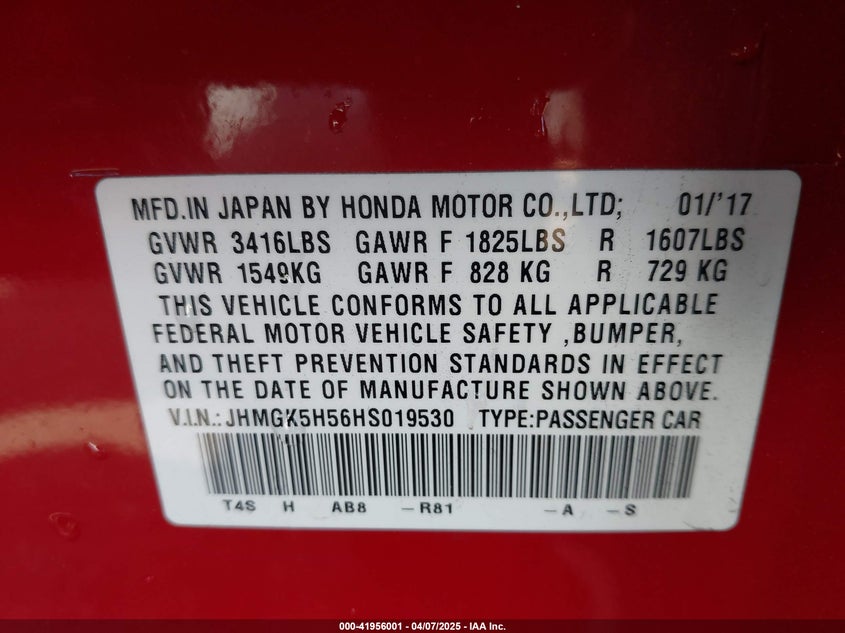 MFD.IN JAPAN BY HONDA MOTOR CO.,LTD; 01/'17
GVWR 3416LBS GAWR F 1825LBS R 1607LBS
GVWR 1549KG GAWR F 828 KG R 729 KG
THIS VEHICLE CONFORMS TO ALL APPLICABLE
FEDERAL MOTOR VEHICLE SAFETY ,BUMPER,
AND THEFT PREVENTION STANDARDS IN EFFECT
ON THE DATE OF MANUFACTURE SHOWN ABOVE.
V.I.N.: JHMGK5H56HS019530 TYPE:PASSENGER CAR
T4S H AB8 –R81 –A –S
000-41956001 - 04/07/2025 - IAA Inc.